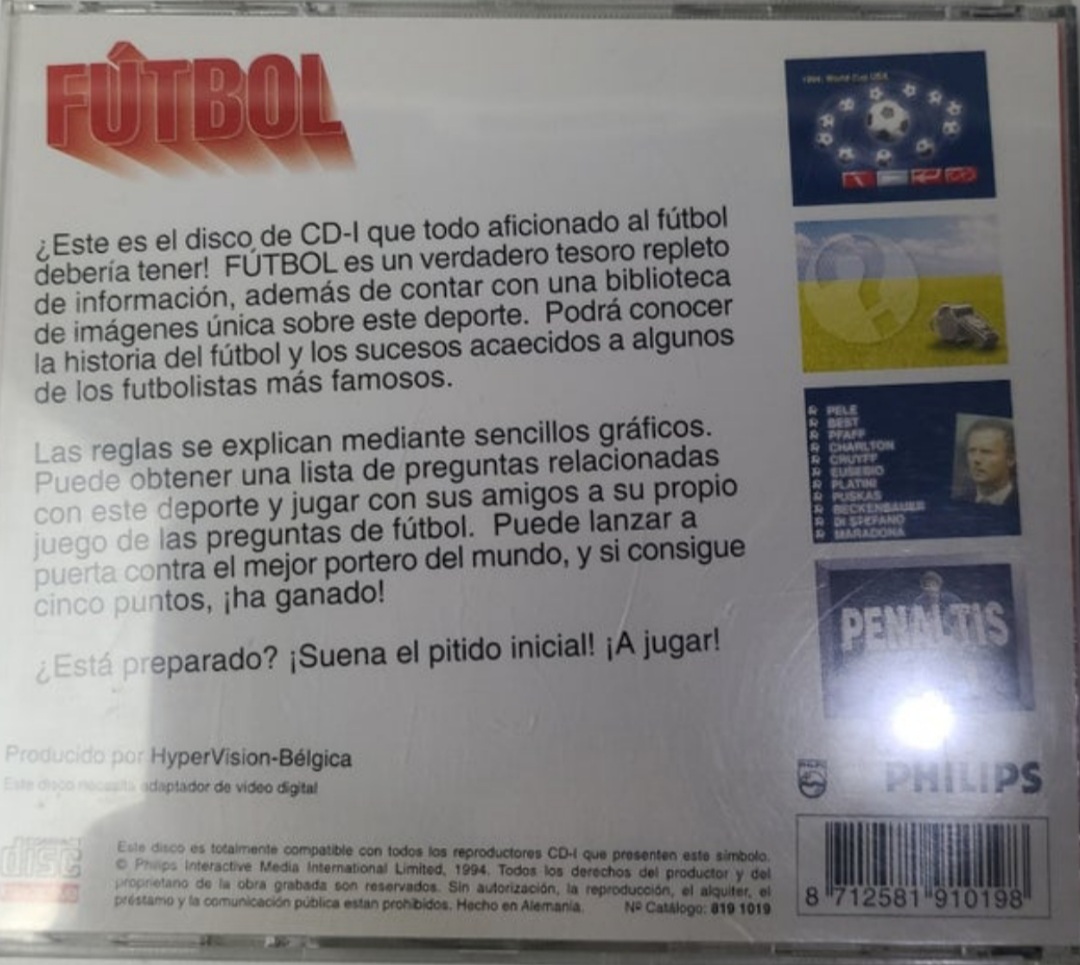 FÚTBOL
¿Este es el disco de CD-I que todo aficionado al fútbol
debería tener! FÚTBOL es un verdadero tesoro repleto
de información, además de contar con una biblioteca
de imágenes única sobre este deporte. Podrá conocer
la historia del fútbol y los sucesos acaecidos a algunos
de los futbolistas más famosos.
Las reglas se explican mediante sencillos gráficos.
Puede obtener una lista de preguntas relacionadas
con este deporte y jugar con sus amigos a su propio
juego de las preguntas de fútbol. Puede lanzar a
puerta contra el mejor portero del mundo, y si consigue
cinco puntos, ¡ha ganado!
¿Está preparado? ¡Suena el pitido inicial! ¡A jugar!
Producido por HyperVision-Bélgica
Este disco necesita adaptador de vídeo digital
disc
Este disco es totalmente compatible con todos los reproductores CD-I que presenten este símbolo.
© Philips Interactive Media International Limited, 1994. Todos los derechos del productor y del
propietario de la obra grabada son reservados. Sin autorización, la reproducción, el alquiter, el
préstamo y la comunicación pública estan prohibidos. Hecho en Alemania. Nº Catálogo: 819 1019
1994: World Cup USA
PELE
BEST
PFAFF
CHARLTON
CRUYFF
EUSEBIO
PLATINI
PUSKAS
BECKENBAUER
DI STEFANO
MARADONA
PENALTIS
PHILIPS
8 712581 910198